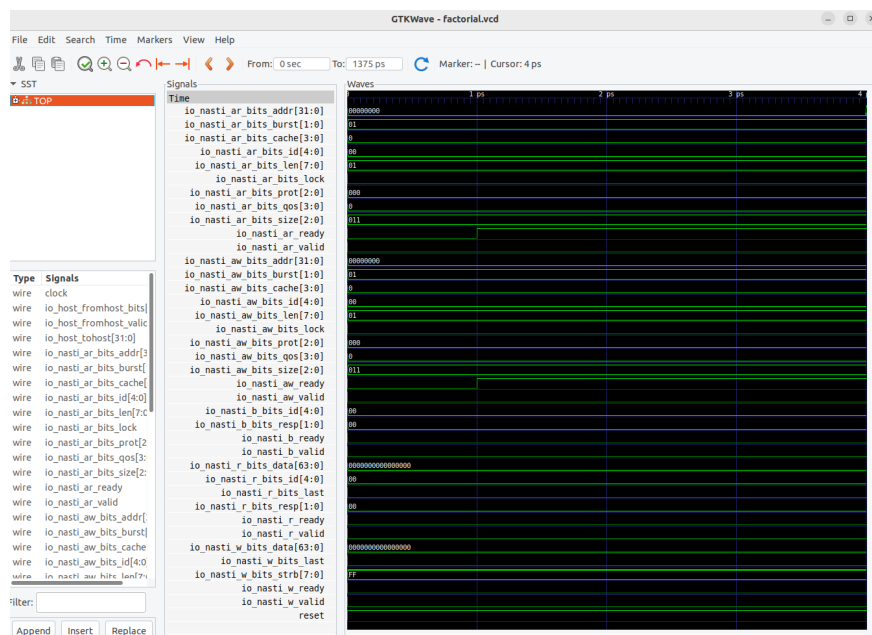 GTKWave - factorial.vcd
File Edit Search Time Markers View Help
From: 0 sec To: 1375 ps Marker: -- | Cursor: 4 ps
SST
TOP
Type Signals
wire clock
wire io_host_fromhost_bits[
wire io_host_fromhost_valic
wire io_host_tohost[31:0]
wire io_nasti_ar_bits_addr[3
wire io_nasti_ar_bits_burst[
wire io_nasti_ar_bits_cache[
wire io_nasti_ar_bits_id[4:0]
wire io_nasti_ar_bits_len[7:0
wire io_nasti_ar_bits_lock
wire io_nasti_ar_bits_prot[2
wire io_nasti_ar_bits_qos[3:
wire io_nasti_ar_bits_size[2:
wire io_nasti_ar_ready
wire io_nasti_ar_valid
wire io_nasti_aw_bits_addr[
wire io_nasti_aw_bits_burst[
wire io_nasti_aw_bits_cache
wire io_nasti_aw_bits_id[4:0
wire io_nasti_aw_bits_len[7:
Filter:
Append Insert Replace
Signals
Time
io_nasti_ar_bits_addr[31:0]
io_nasti_ar_bits_burst[1:0]
io_nasti_ar_bits_cache[3:0]
io_nasti_ar_bits_id[4:0]
io_nasti_ar_bits_len[7:0]
io_nasti_ar_bits_lock
io_nasti_ar_bits_prot[2:0]
io_nasti_ar_bits_qos[3:0]
io_nasti_ar_bits_size[2:0]
io_nasti_ar_ready
io_nasti_ar_valid
io_nasti_aw_bits_addr[31:0]
io_nasti_aw_bits_burst[1:0]
io_nasti_aw_bits_cache[3:0]
io_nasti_aw_bits_id[4:0]
io_nasti_aw_bits_len[7:0]
io_nasti_aw_bits_lock
io_nasti_aw_bits_prot[2:0]
io_nasti_aw_bits_qos[3:0]
io_nasti_aw_bits_size[2:0]
io_nasti_aw_ready
io_nasti_aw_valid
io_nasti_b_bits_id[4:0]
io_nasti_b_bits_resp[1:0]
io_nasti_b_ready
io_nasti_b_valid
io_nasti_r_bits_data[63:0]
io_nasti_r_bits_id[4:0]
io_nasti_r_bits_last
io_nasti_r_bits_resp[1:0]
io_nasti_r_ready
io_nasti_r_valid
io_nasti_w_bits_data[63:0]
io_nasti_w_bits_last
io_nasti_w_bits_strb[7:0]
io_nasti_w_ready
io_nasti_w_valid
reset
Waves
1 ps 2 ps 3 ps 4
00000000
01
0
00
01
000
0
011
00000000
01
0
00
01
000
0
011
00
00
0000000000000000
00
00
0000000000000000
FF